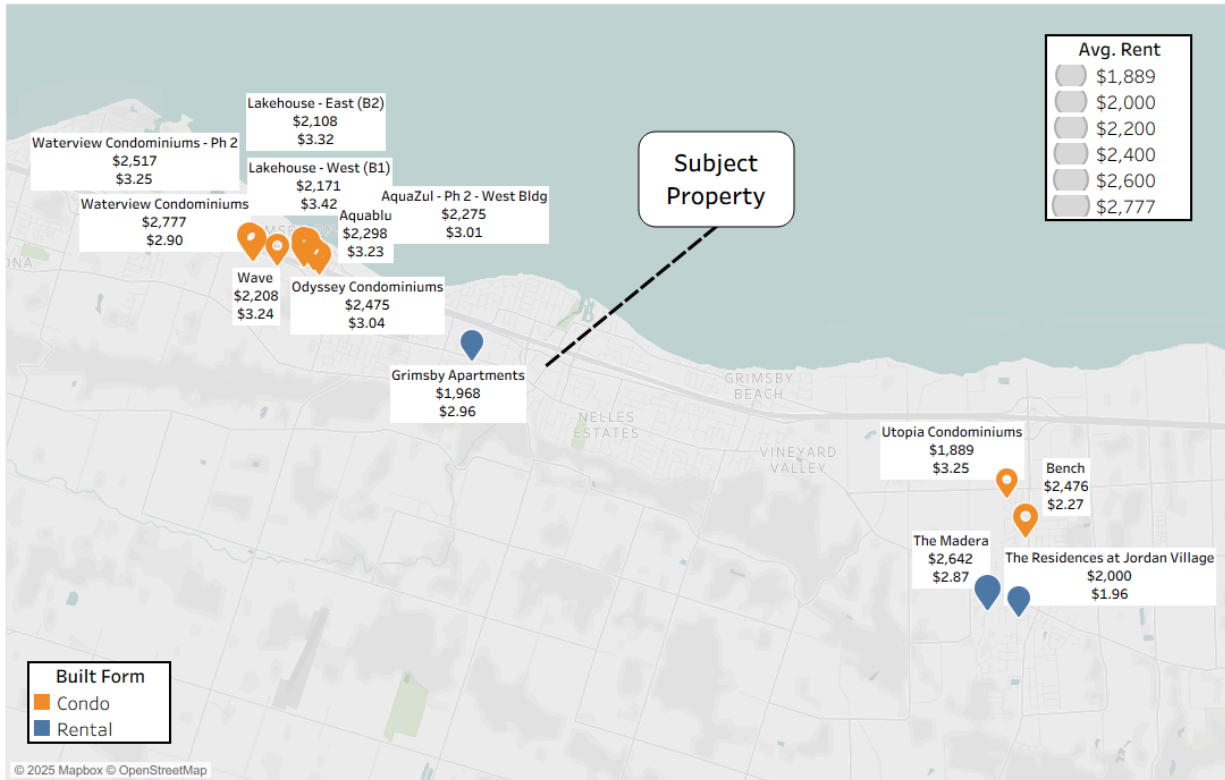 Avg. Rent
$1,889
$2,000
$2,200
$2,400
$2,600
$2,777
Lakehouse - East (B2)
$2,108
$3.32
Waterview Condominiums - Ph 2
$2,517
$3.25
Lakehouse - West (B1)
$2,171
$3.42
AquaZul - Ph 2 - West Bldg
$2,275
$3.01
Subject
Property
Waterview Condominiums
$2,777
$2.90
Aquablu
$2,298
$3.23
Wave
$2,208
$3.24
Odyssey Condominiums
$2,475
$3.04
Grimsby Apartments
$1,968
$2.96
GRIMSBY
BEACH
NELLES
ESTATES
VINEYARD
VALLEY
Utopia Condominiums
$1,889
$3.25
Bench
$2,476
$2.27
The Madera
$2,642
$2.87
The Residences at Jordan Village
$2,000
$1.96
Built Form
Condo
Rental
© 2025 Mapbox © OpenStreetMap